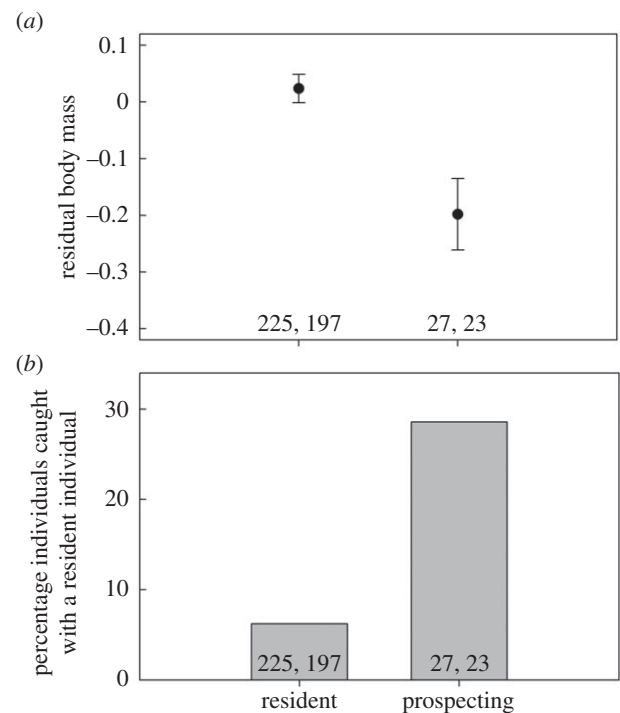 (a)
0.1
0
–0.1
–0.2
–0.3
–0.4
residual body mass
225, 197
27, 23
(b)
30
20
10
0
percentage individuals caught
with a resident individual
225, 197
27, 23
resident
prospecting